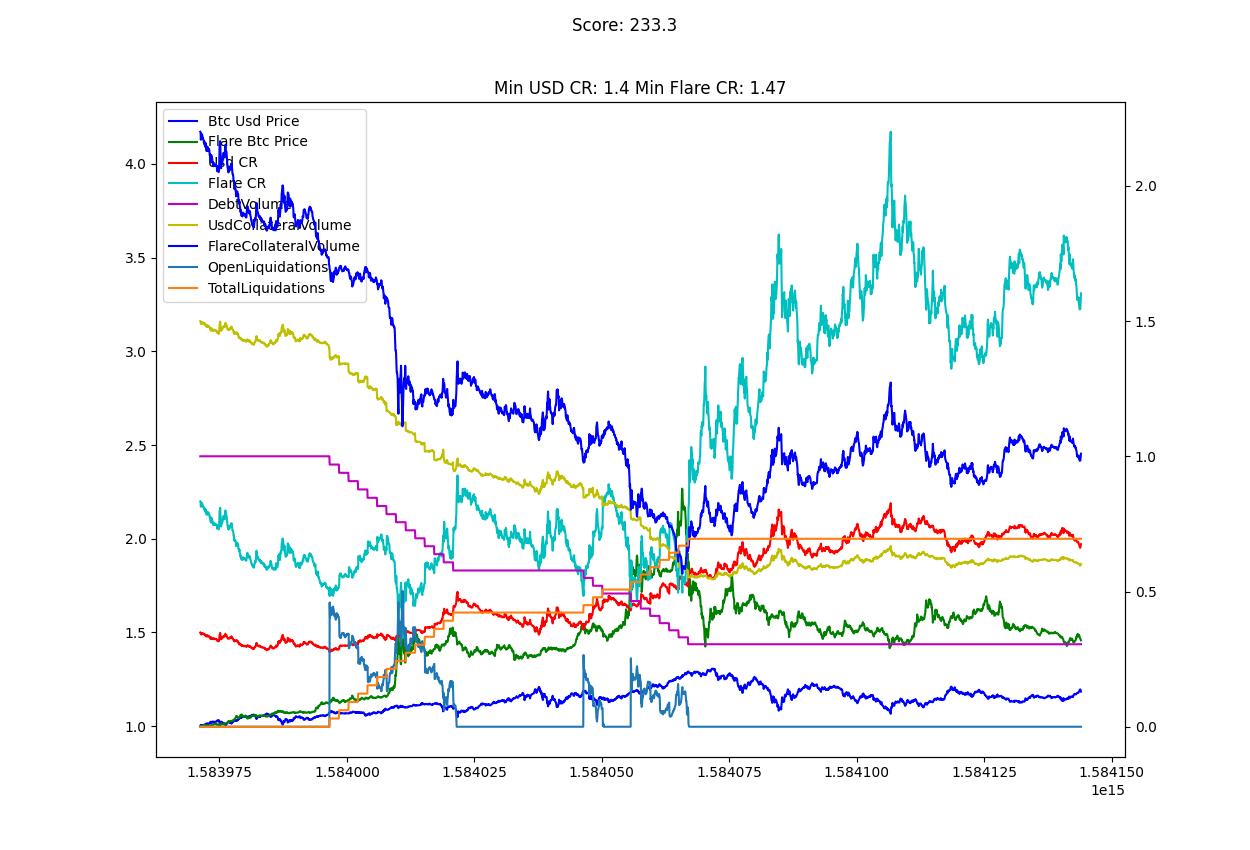 Score: 233.3
Min USD CR: 1.4 Min Flare CR: 1.47
Btc Usd Price
Flare Btc Price
Usd CR
Flare CR
DebtVolume
UsdCollateralVolume
FlareCollateralVolume
OpenLiquidations
TotalLiquidations
4.0
3.5
3.0
2.5
2.0
1.5
1.0
2.0
1.5
1.0
0.5
0.0
1.583975 1.584000 1.584025 1.584050 1.584075 1.584100 1.584125 1.584150
1e15